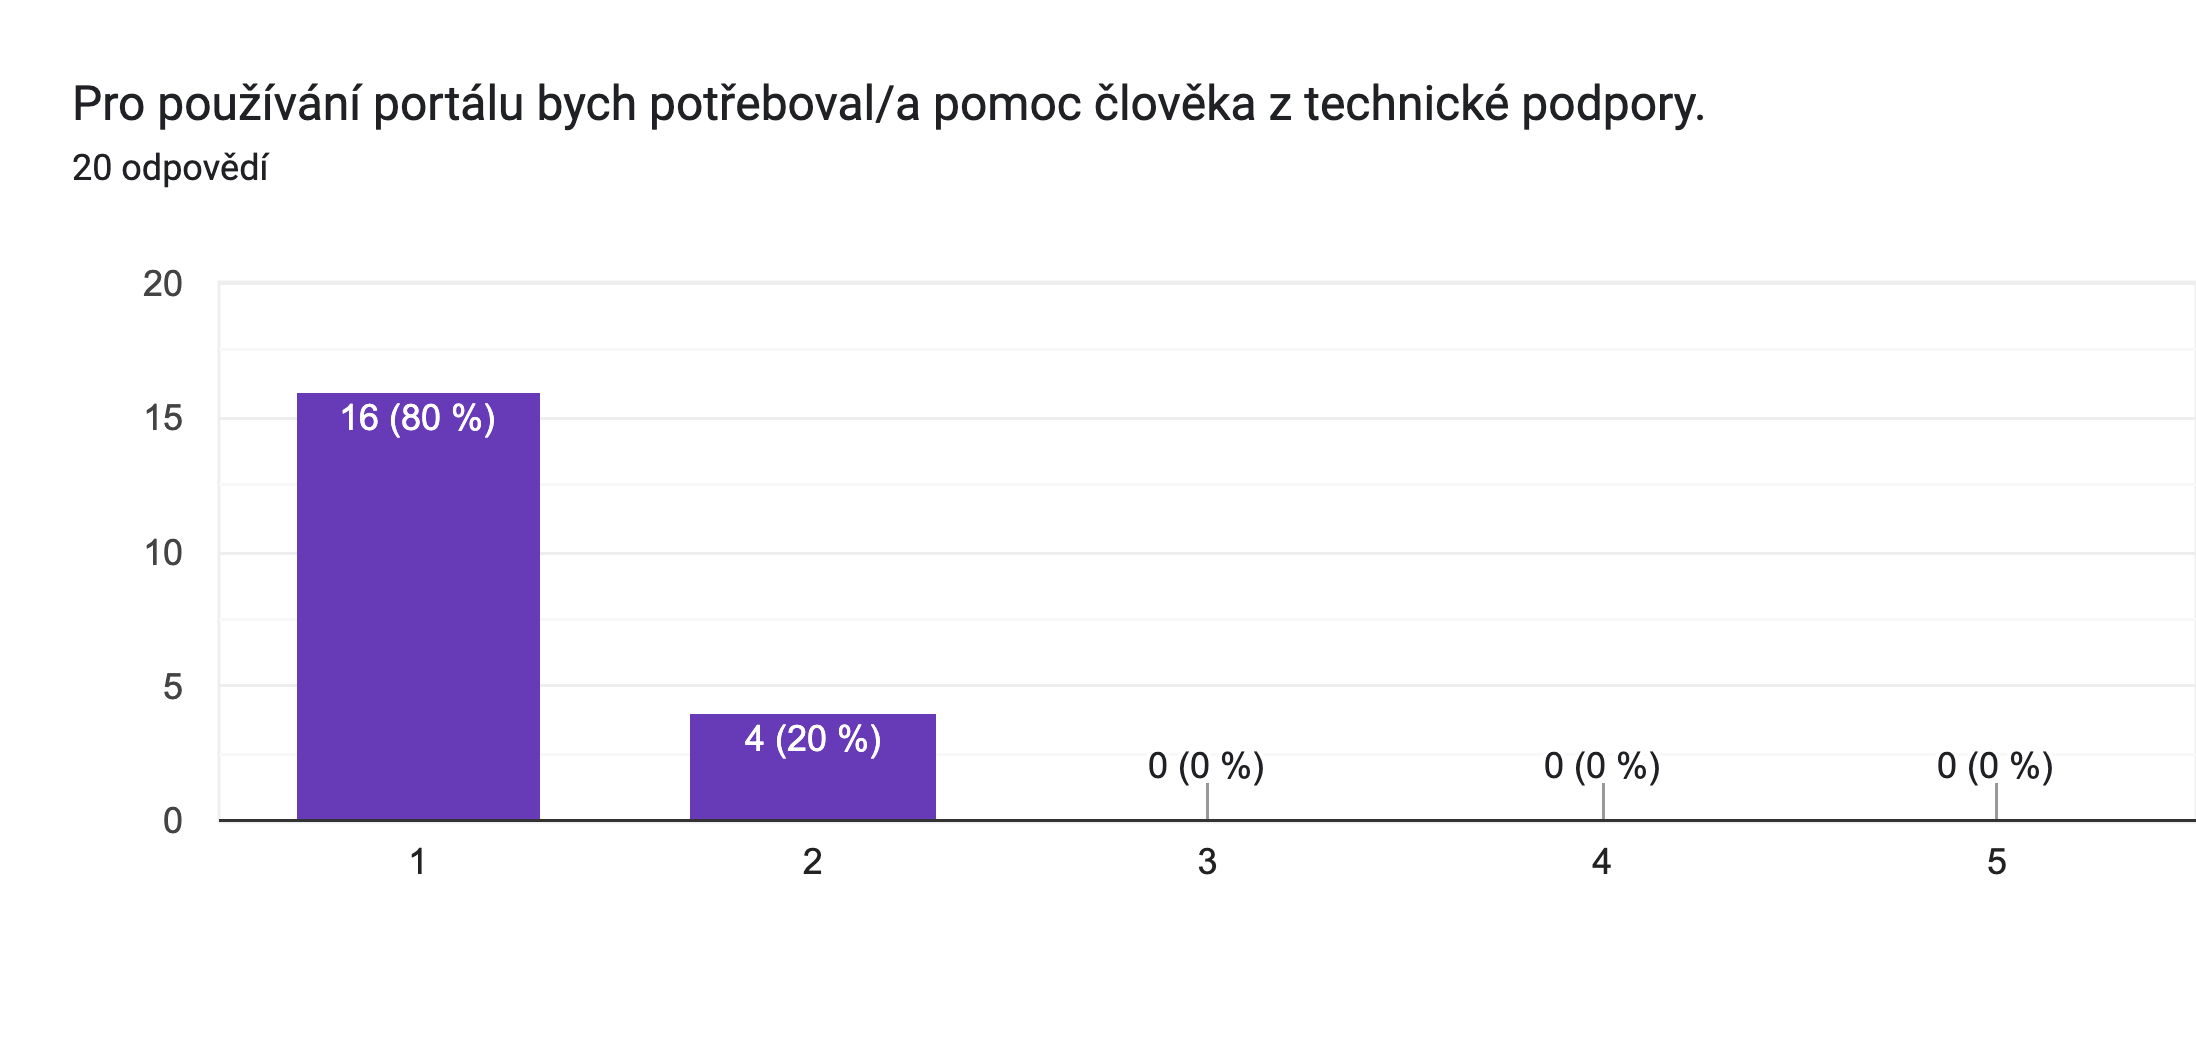 Pro používání portálu bych potřeboval/a pomoc člověka z technické podpory.
20 odpovědí
20
15
10
5
0
16 (80 %)
4 (20 %)
0 (0 %)
0 (0 %)
0 (0 %)
1
2
3
4
5